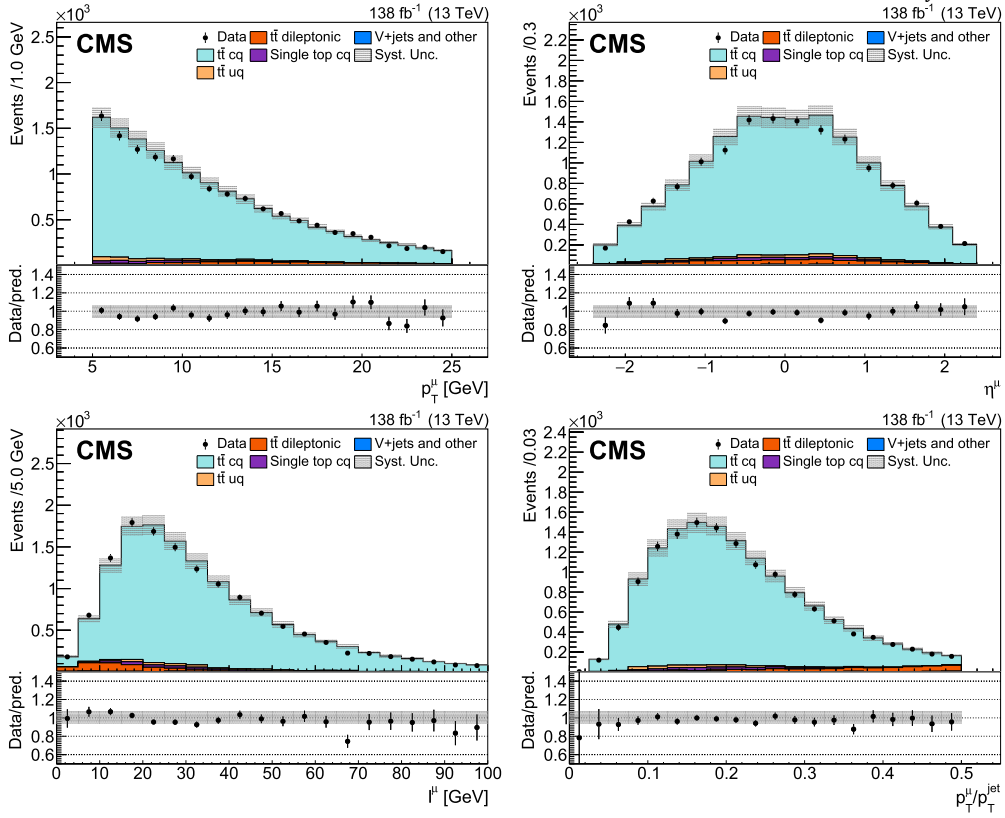 ×10³
138 fb⁻¹ (13 TeV)
CMS
Data
tt̄ dileptonic
V+jets and other
tt̄ cq
Single top cq
Syst. Unc.
tt̄ uq
Events /1.0 GeV
2.5
2
1.5
1
0.5
Data/pred.
1.4
1.2
1
0.8
0.6
5 10 15 20 25
p_T^μ [GeV]
138 fb⁻¹ (13 TeV)
CMS
Data
tt̄ dileptonic
V+jets and other
tt̄ cq
Single top cq
Syst. Unc.
tt̄ uq
×10³
Events /0.3
2.2
2
1.8
1.6
1.4
1.2
1
0.8
0.6
0.4
0.2
Data/pred.
1.4
1.2
1
0.8
0.6
−2 −1 0 1 2
η^μ
×10³
138 fb⁻¹ (13 TeV)
CMS
Data
tt̄ dileptonic
V+jets and other
tt̄ cq
Single top cq
Syst. Unc.
tt̄ uq
Events /5.0 GeV
2.5
2
1.5
1
0.5
Data/pred.
1.4
1.2
1
0.8
0.6
0 10 20 30 40 50 60 70 80 90 100
I^μ [GeV]
×10³
138 fb⁻¹ (13 TeV)
CMS
Data
tt̄ dileptonic
V+jets and other
tt̄ cq
Single top cq
Syst. Unc.
tt̄ uq
Events /0.03
2.4
2.2
2
1.8
1.6
1.4
1.2
1
0.8
0.6
0.4
0.2
Data/pred.
1.4
1.2
1
0.8
0.6
0 0.1 0.2 0.3 0.4 0.5
p_T^μ/p_T^jet